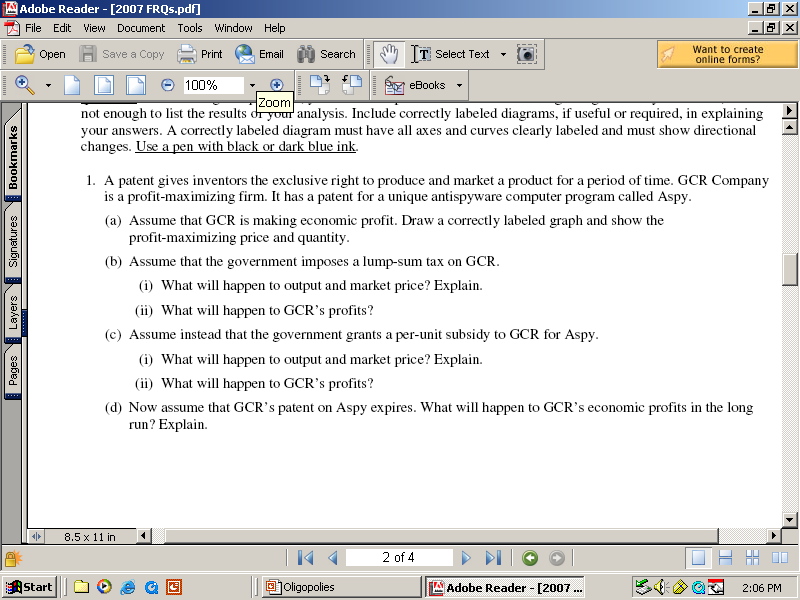 Adobe Reader - [2007 FRQs.pdf]
File Edit View Document Tools Window Help
Open Save a Copy Print Email Search Select Text Want to create online forms?
100% eBooks
Zoom
not enough to list the results of your analysis. Include correctly labeled diagrams, if useful or required, in explaining
your answers. A correctly labeled diagram must have all axes and curves clearly labeled and must show directional
changes. Use a pen with black or dark blue ink.
1. A patent gives inventors the exclusive right to produce and market a product for a period of time. GCR Company
is a profit-maximizing firm. It has a patent for a unique antispyware computer program called Aspy.
(a) Assume that GCR is making economic profit. Draw a correctly labeled graph and show the
profit-maximizing price and quantity.
(b) Assume that the government imposes a lump-sum tax on GCR.
(i) What will happen to output and market price? Explain.
(ii) What will happen to GCR's profits?
(c) Assume instead that the government grants a per-unit subsidy to GCR for Aspy.
(i) What will happen to output and market price? Explain.
(ii) What will happen to GCR's profits?
(d) Now assume that GCR's patent on Aspy expires. What will happen to GCR's economic profits in the long
run? Explain.
Bookmarks
Signatures
Layers
Pages
8.5 x 11 in
2 of 4
Start Oligopolies Adobe Reader - [2007 ... 2:06 PM